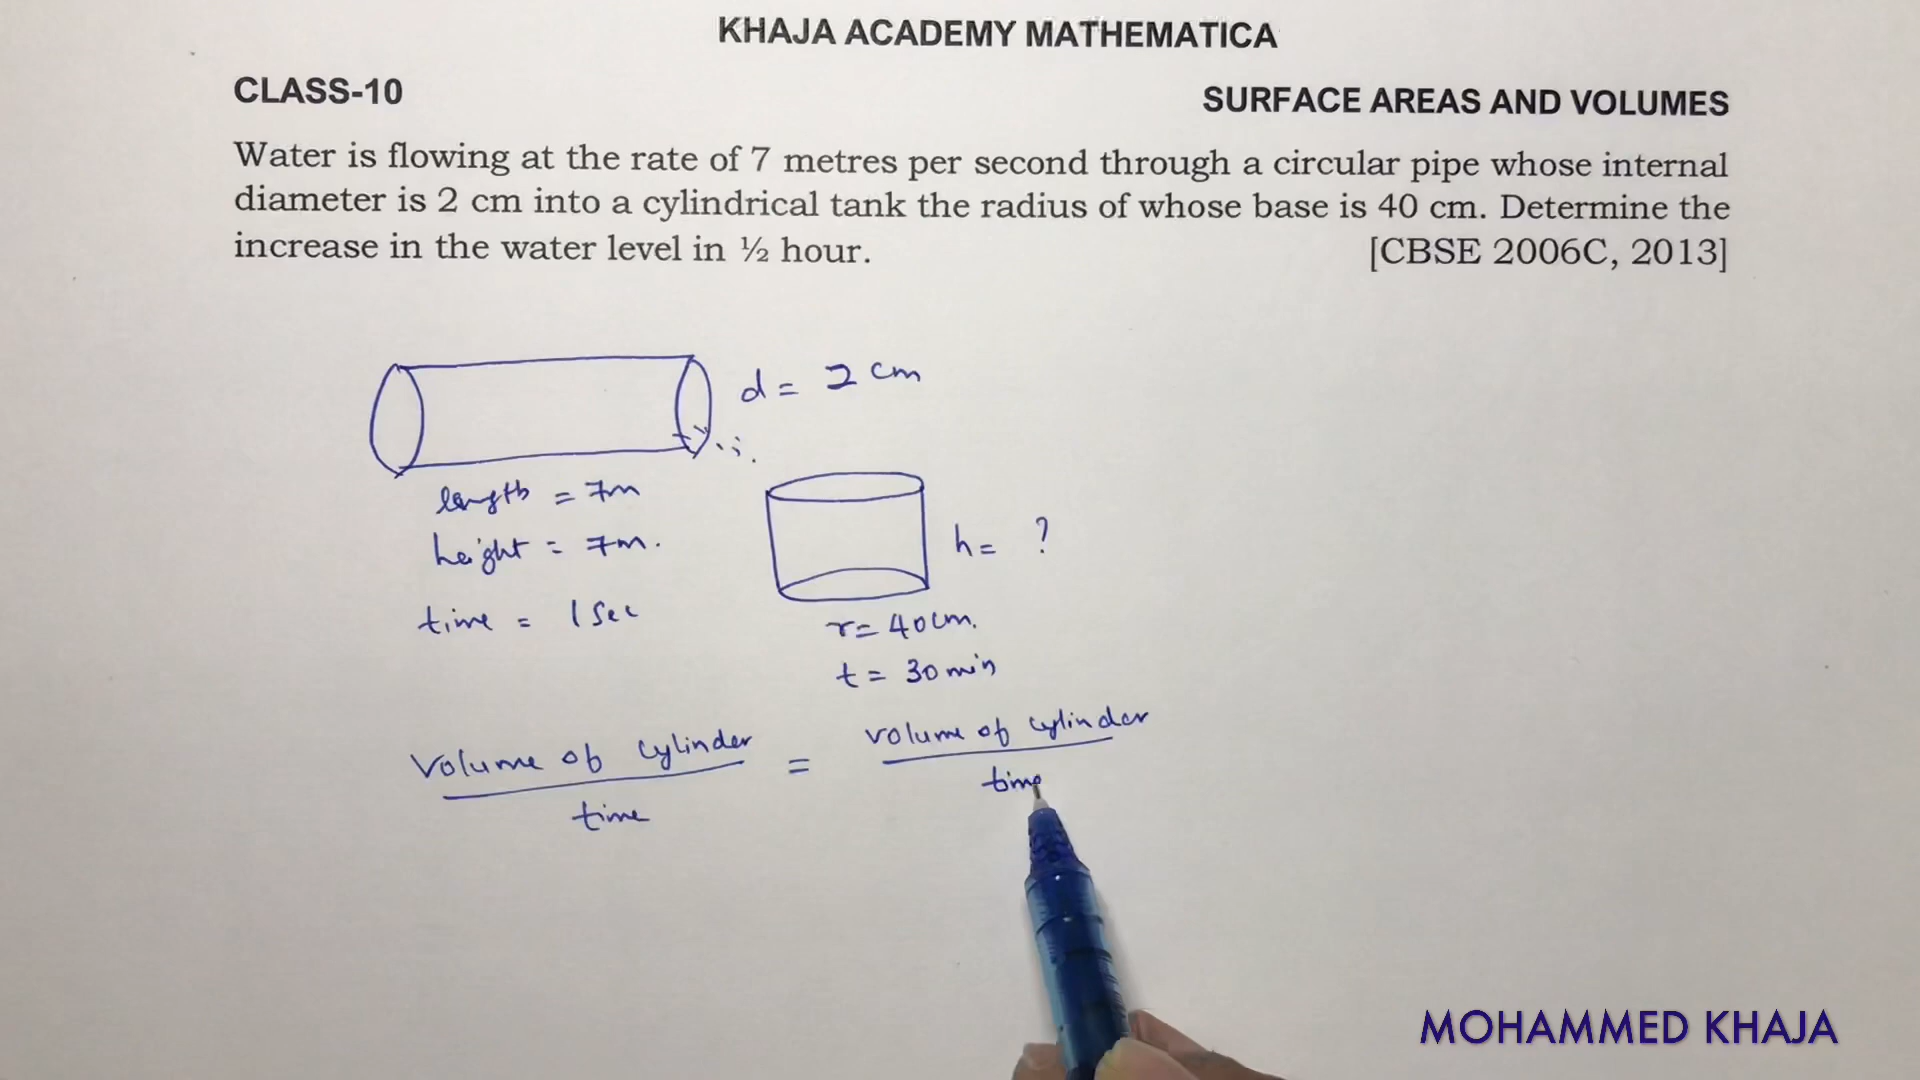 KHAJA ACADEMY MATHEMATICA
CLASS-10
SURFACE AREAS AND VOLUMES
Water is flowing at the rate of 7 metres per second through a circular pipe whose internal
diameter is 2 cm into a cylindrical tank the radius of whose base is 40 cm. Determine the
increase in the water level in ½ hour.
[CBSE 2006C, 2013]
d = 2 cm
length = 7m
height = 7m.
time = 1 Sec
h = ?
r = 40cm.
t = 30 min
Volume of cylinder
time
=
volume of cylinder
time
MOHAMMED KHAJA